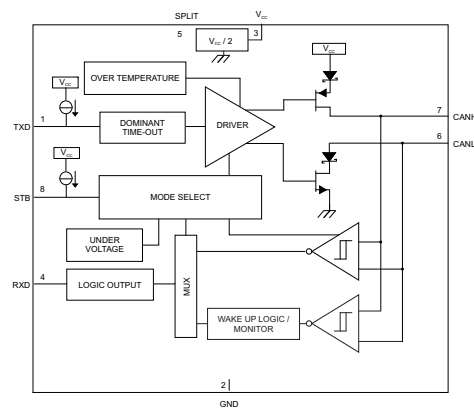 SPLIT
Vcc
5
3
Vcc / 2
Vcc
Vcc
OVER TEMPERATURE
7
CANH
TXD
1
DOMINANT
TIME-OUT
DRIVER
6
CANL
Vcc
STB
8
MODE SELECT
UNDER
VOLTAGE
MUX
RXD
4
LOGIC OUTPUT
WAKE UP LOGIC /
MONITOR
2
GND